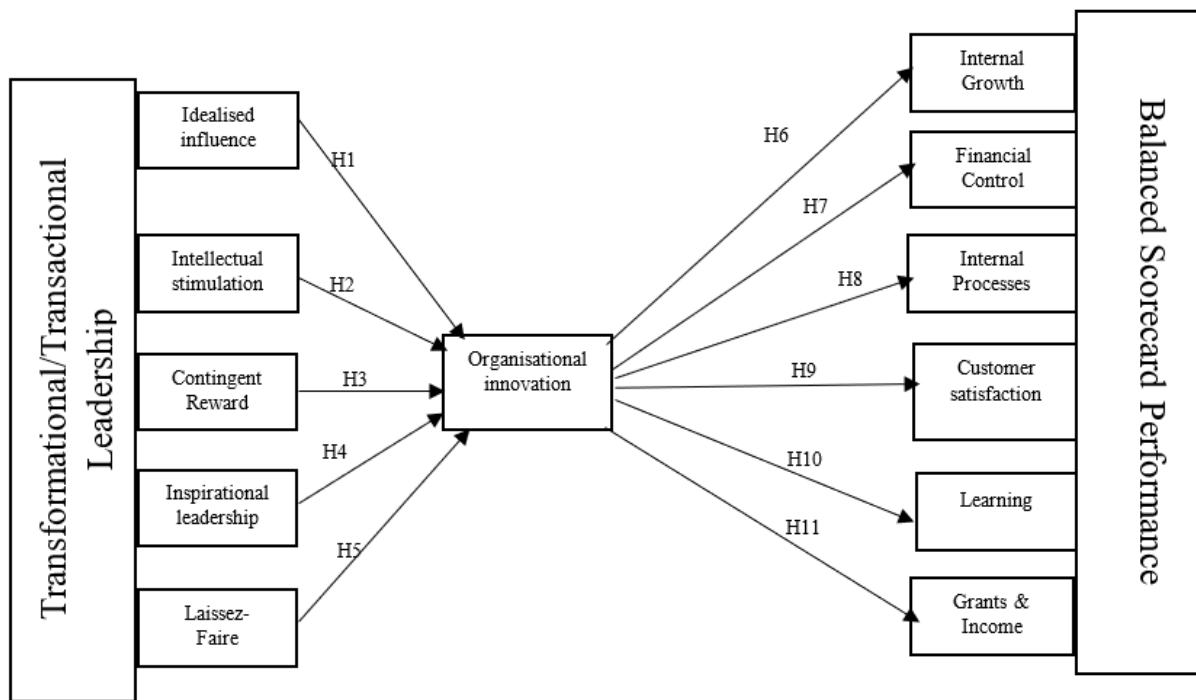 Transformational/Transactional
Leadership
Idealised
influence
Intellectual
stimulation
Contingent
Reward
Inspirational
leadership
Laissez-
Faire
H1
H2
H3
H4
H5
Organisational
innovation
H6
H7
H8
H9
H10
H11
Internal
Growth
Financial
Control
Internal
Processes
Customer
satisfaction
Learning
Grants &
Income
Balanced Scorecard Performance